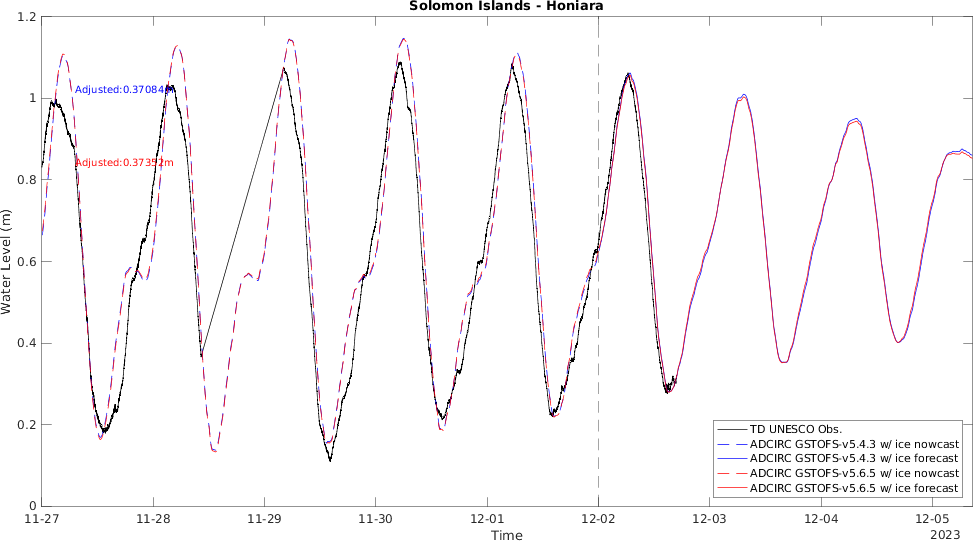 Solomon Islands - Honiara
Water Level (m)
1.2
1
0.8
0.6
0.4
0.2
0
Adjusted:0.37084m
Adjusted:0.37352m
TD UNESCO Obs.
ADCIRC GSTOFS-v5.4.3 w/ ice nowcast
ADCIRC GSTOFS-v5.4.3 w/ ice forecast
ADCIRC GSTOFS-v5.6.5 w/ ice nowcast
ADCIRC GSTOFS-v5.6.5 w/ ice forecast
11-27 11-28 11-29 11-30 12-01 12-02 12-03 12-04 12-05
Time
2023